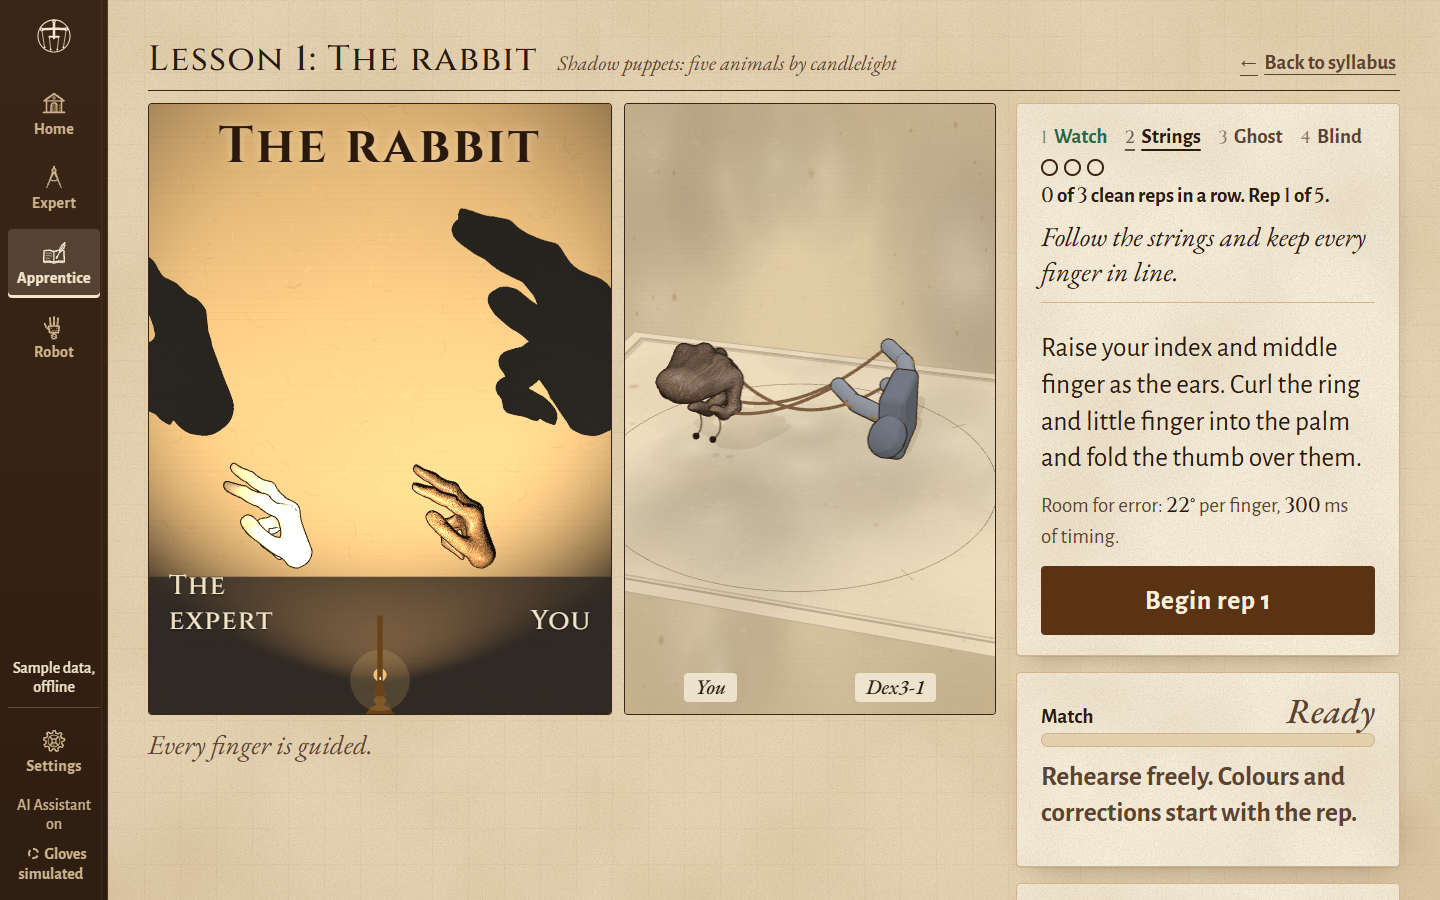 Lesson 1: The rabbit
Shadow puppets: five animals by candlelight
← Back to syllabus
Home
Expert
Apprentice
Robot
Sample data,
offline
Settings
AI Assistant
on
Gloves
simulated
The rabbit
The
expert
You
You
Dex3-1
Every finger is guided.
1 Watch 2 Strings 3 Ghost 4 Blind
0 of 3 clean reps in a row. Rep 1 of 5.
Follow the strings and keep every
finger in line.
Raise your index and middle
finger as the ears. Curl the ring
and little finger into the palm
and fold the thumb over them.
Room for error: 22° per finger, 300 ms
of timing.
Begin rep 1
Match
Ready
Rehearse freely. Colours and
corrections start with the rep.